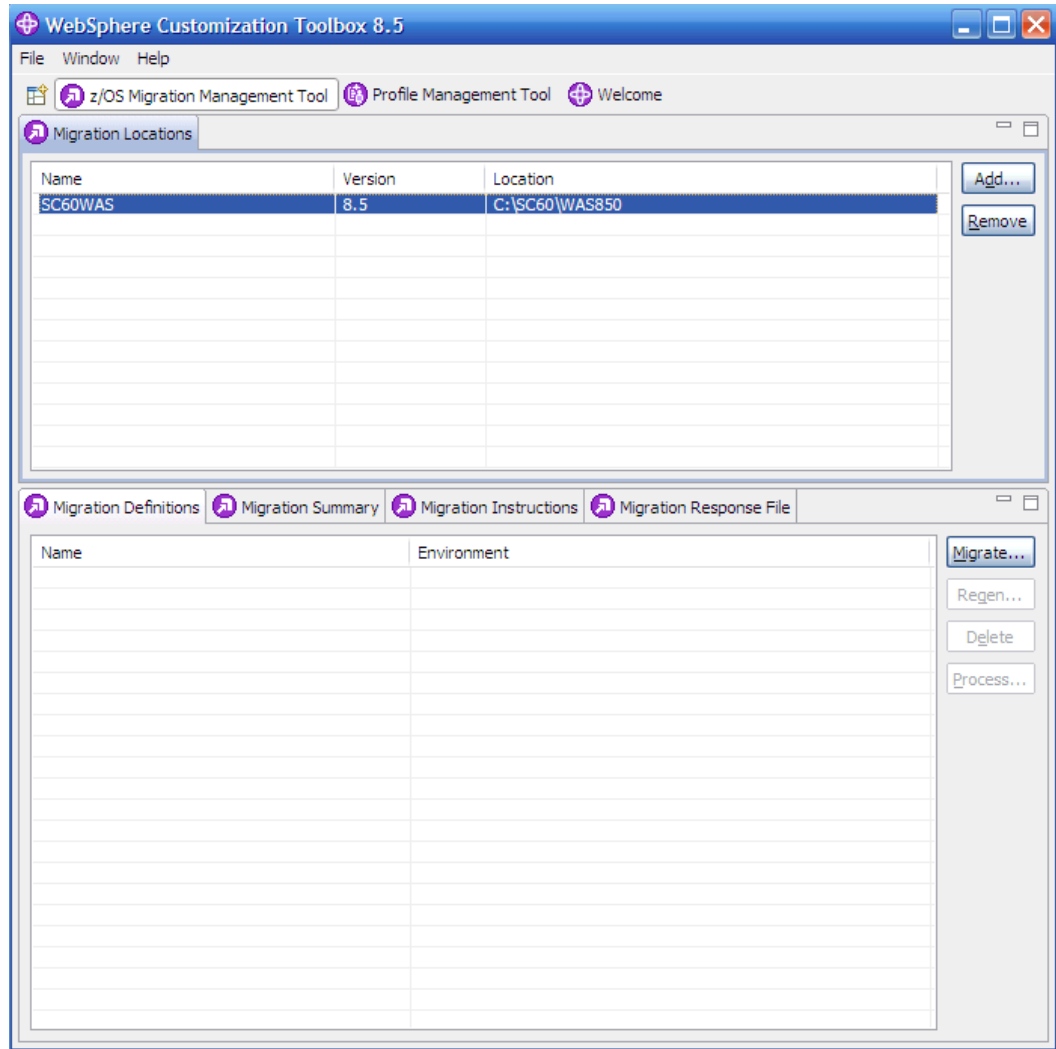 WebSphere Customization Toolbox 8.5
File Window Help
z/OS Migration Management Tool Profile Management Tool Welcome
Migration Locations
Name Version Location Add...
SC60WAS 8.5 C:\SC60\WAS850 Remove
Migration Definitions Migration Summary Migration Instructions Migration Response File
Name Environment Migrate...
Regen...
Delete
Process...